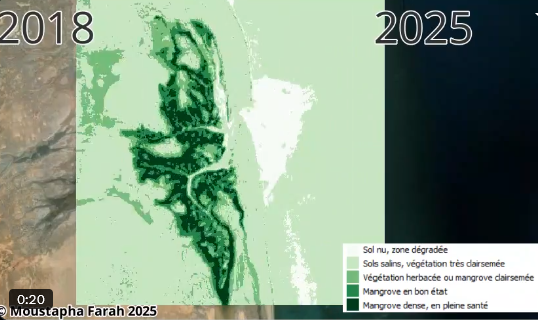 2018
2025
Sol nu, zone dégradée
Sols salins, végétation très clairsemée
Végétation herbacée ou mangrove clairsemée
Mangrove en bon état
Mangrove dense, en pleine santé
0:20
© Moustapha Farah 2025